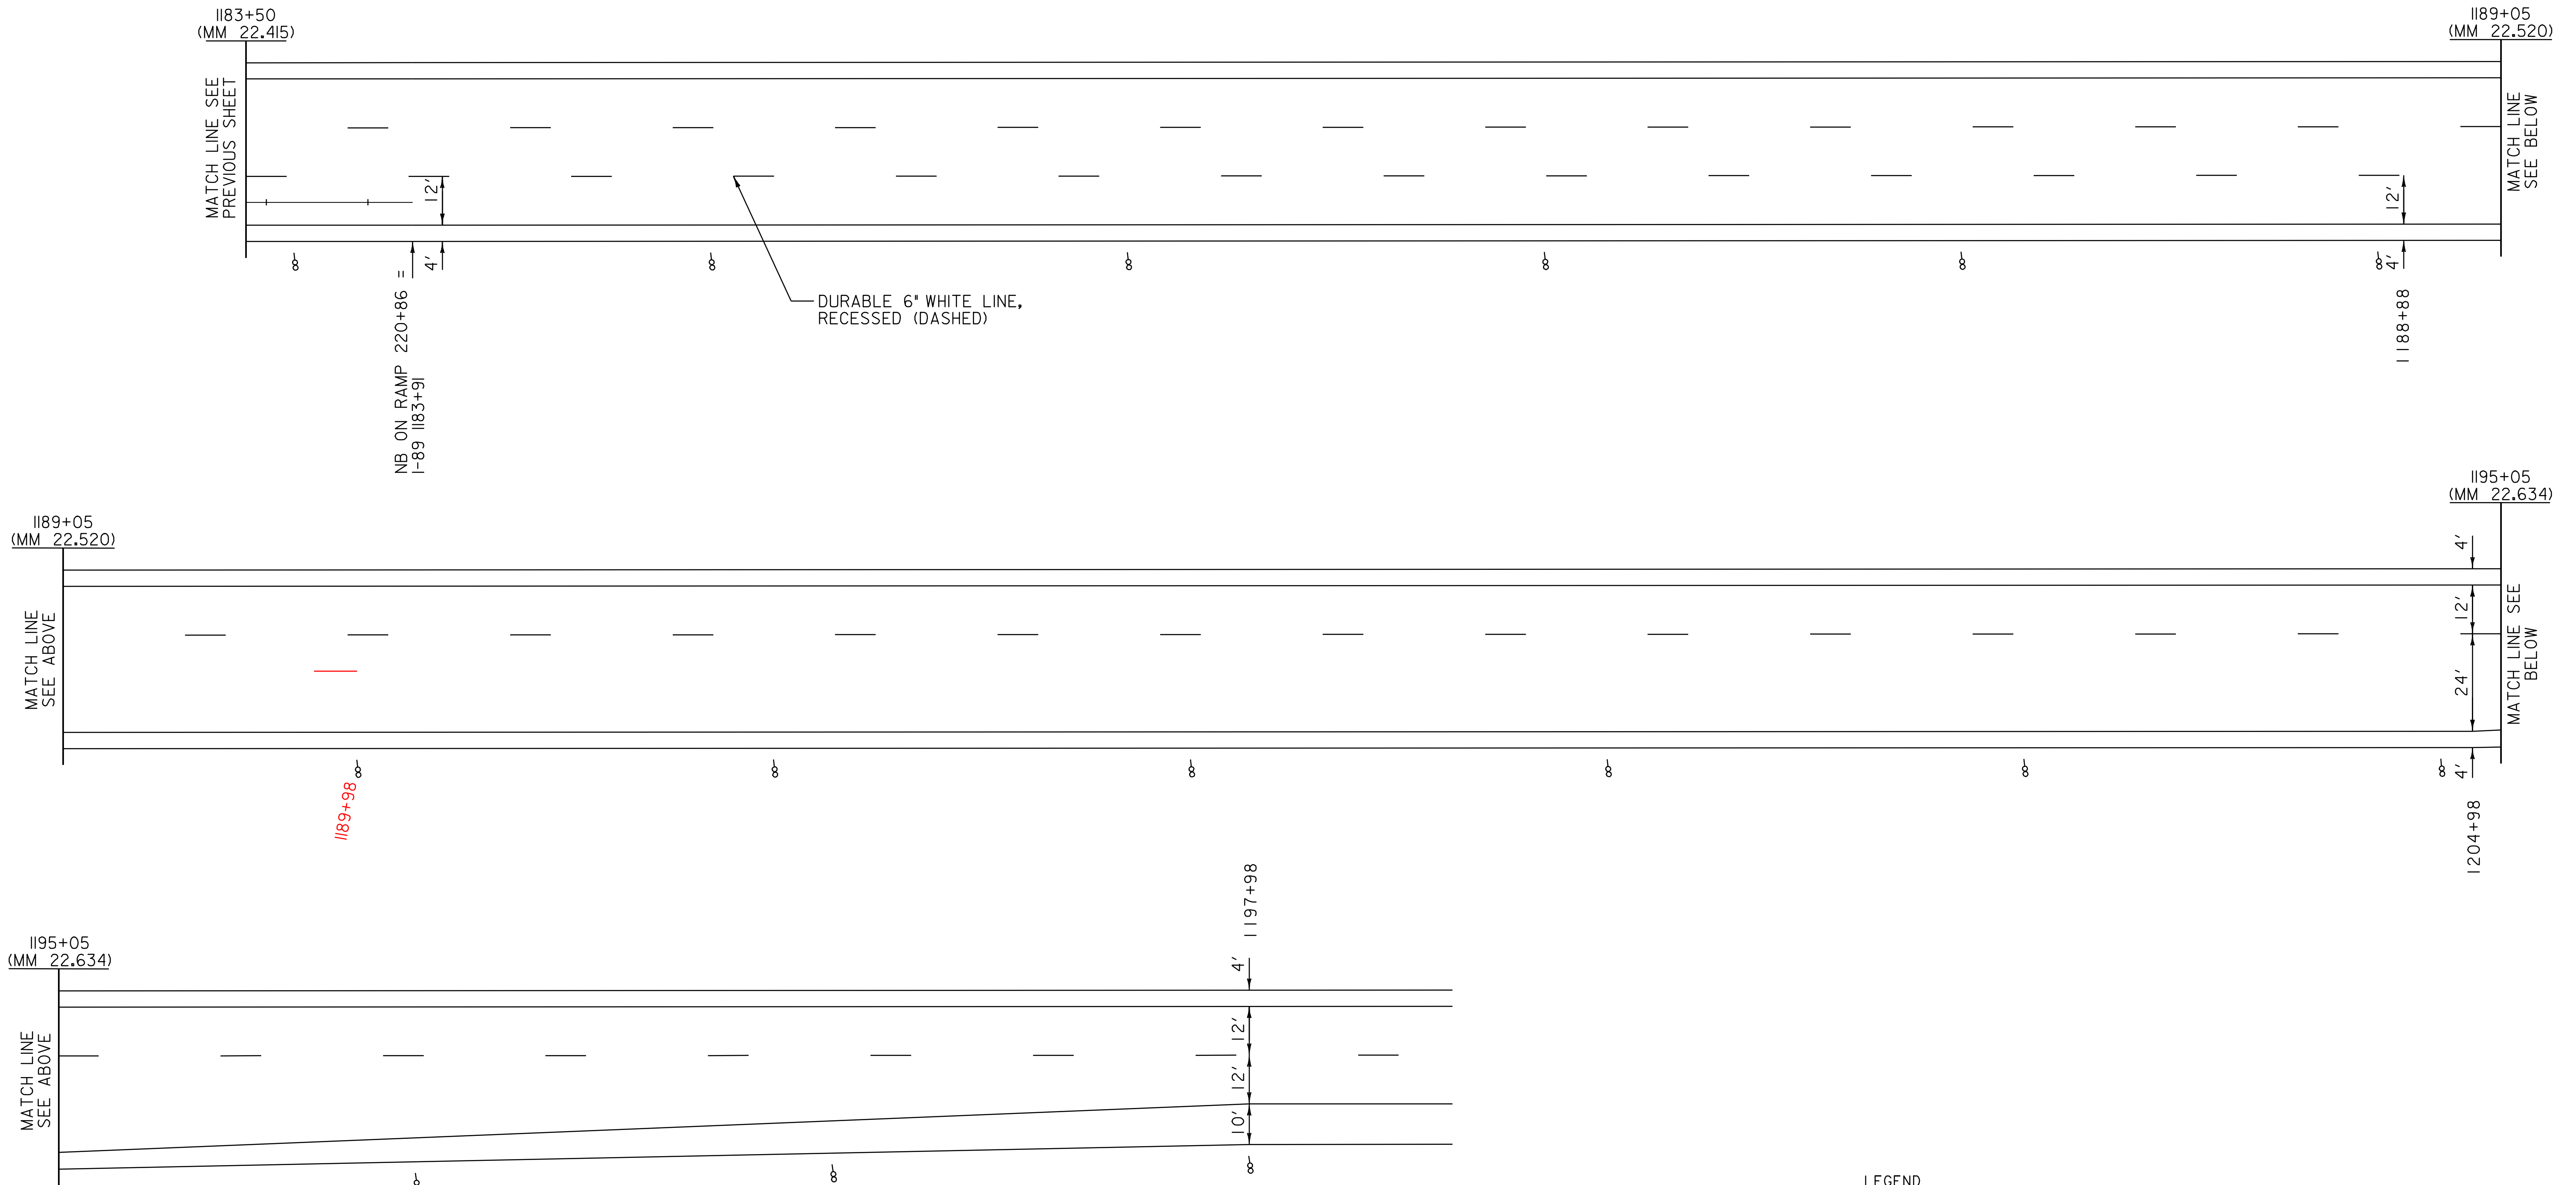 1183+50
(MM 22.415)
1189+05
(MM 22.520)
MATCH LINE SEE
PREVIOUS SHEET
12'
4'
NB ON RAMP 220+86 =
I-89 1183+91
DURABLE 6" WHITE LINE,
RECESSED (DASHED)
12'
4'
1188+88
MATCH LINE
SEE BELOW
1189+05
(MM 22.520)
1195+05
(MM 22.634)
MATCH LINE
SEE ABOVE
1189+98
4'
12'
24'
4'
1204+98
MATCH LINE SEE
BELOW
1195+05
(MM 22.634)
MATCH LINE
SEE ABOVE
1197+98
4'
12'
12'
10'
LEGEND